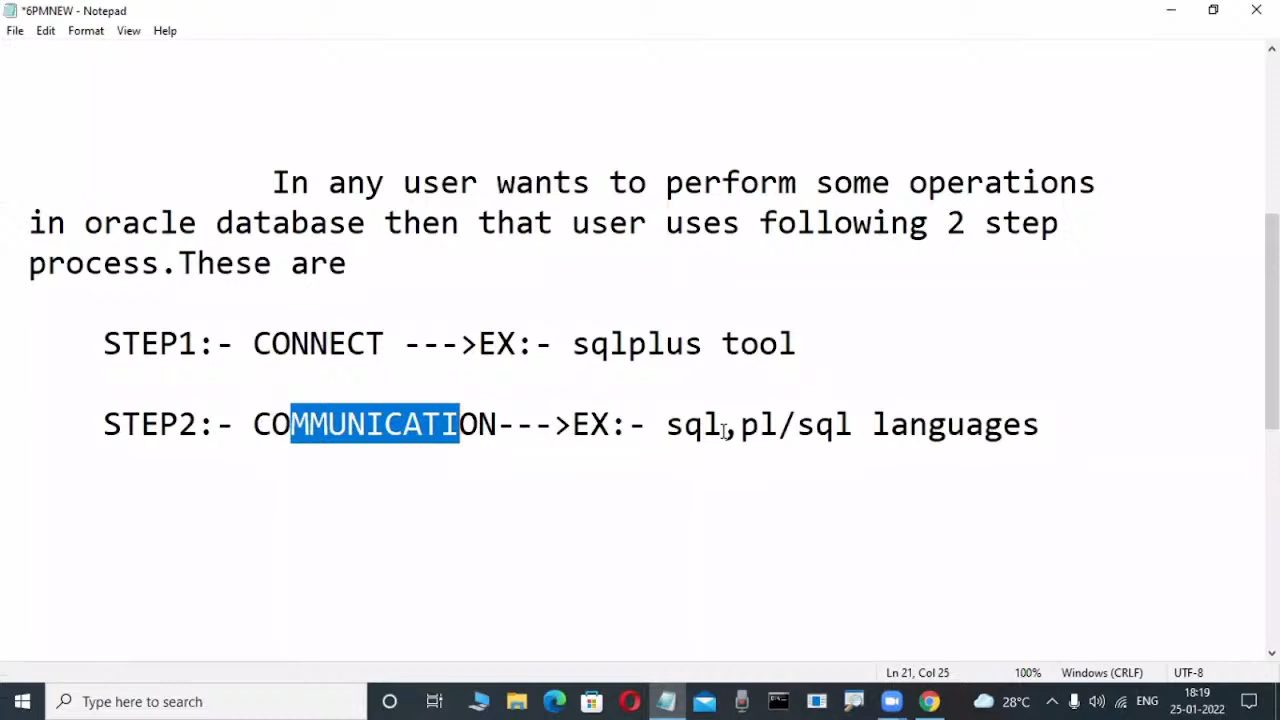 *6PMNEW - Notepad
File Edit Format View Help
In any user wants to perform some operations
in oracle database then that user uses following 2 step
process.These are
STEP1:- CONNECT --->EX:- sqlplus tool
STEP2:- COMMUNICATION--->EX:- sql,pl/sql languages
Ln 21, Col 25 100% Windows (CRLF) UTF-8
Type here to search
28°C ENG 18:19
25-01-2022